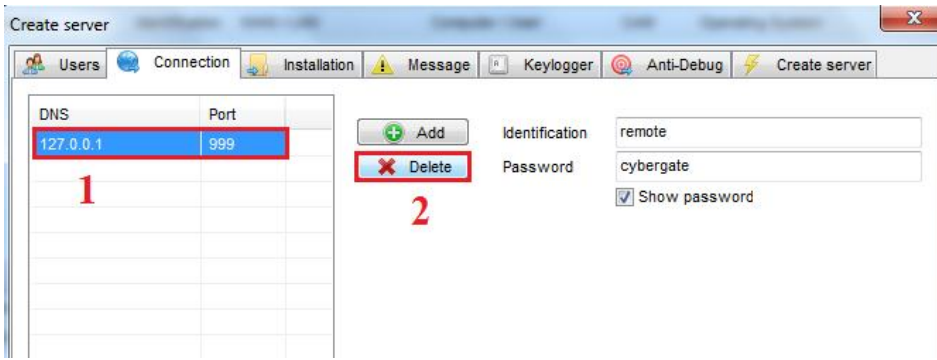 Create server
Users Connection Installation Message Keylogger Anti-Debug Create server
DNS Port
127.0.0.1 999
Add Identification remote
Delete Password cybergate
Show password
1
2